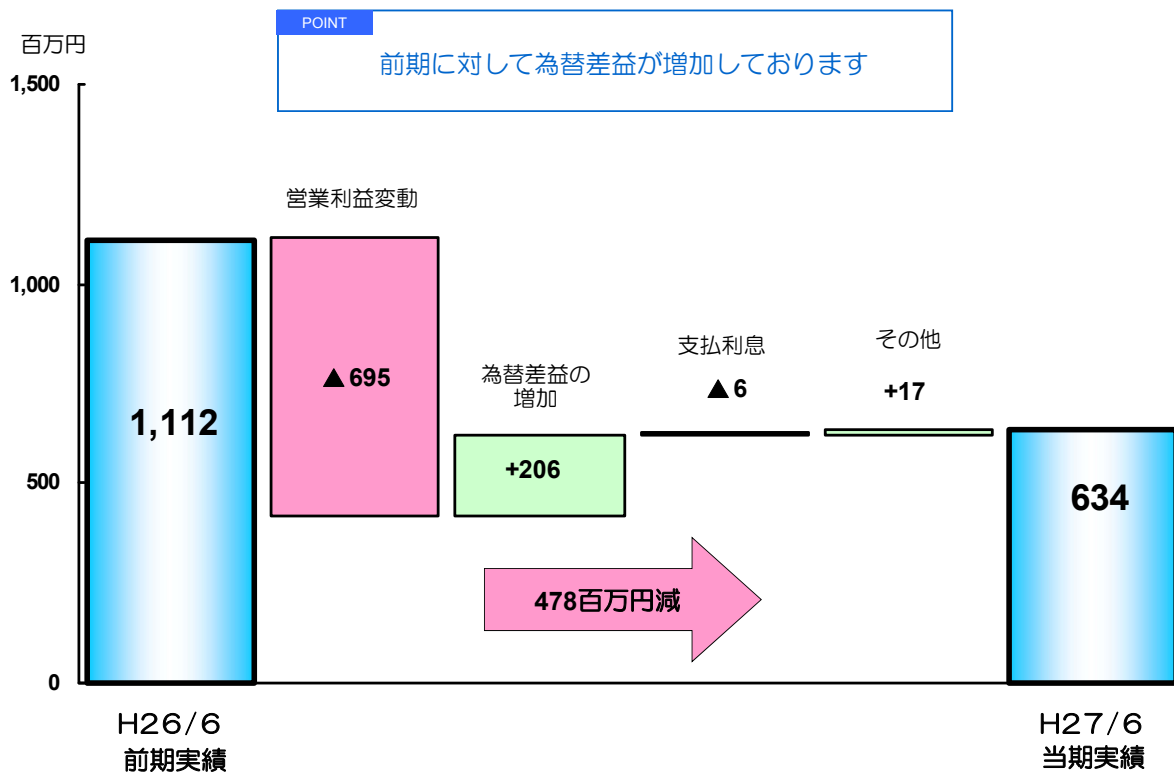 POINT
百万円
前期に対して為替差益が増加しております
1,500
営業利益変動
1,000
支払利息
その他
▲695
為替差益の
増加
▲6
+17
1,112
+206
500
634
478百万円減
0
H26/6
前期実績
H27/6
当期実績